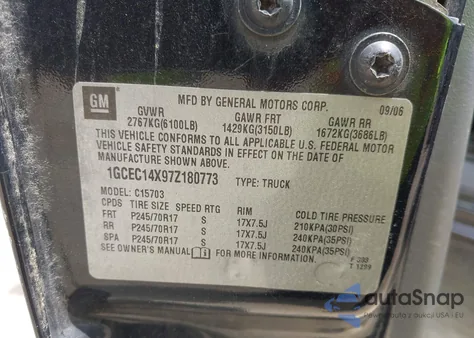 GM
MFD BY GENERAL MOTORS CORP.
09/06
GVWR GAWR FRT GAWR RR
2767KG(6100LB) 1429KG(3150LB) 1672KG(3686LB)
THIS VEHICLE CONFORMS TO ALL APPLICABLE U.S. FEDERAL MOTOR
VEHICLE SAFETY STANDARDS IN EFFECT ON THE DATE OF
MANUFACTURE SHOWN ABOVE.
1GCEC14X97Z180773 TYPE: TRUCK
MODEL: C15703
CPDS TIRE SIZE SPEED RTG RIM COLD TIRE PRESSURE
FRT P245/70R17 S 17X7.5J 210KPA(30PSI)
RR P245/70R17 S 17X7.5J 240KPA(35PSI)
SPA P245/70R17 S 17X7.5J 240KPA(35PSI)
SEE OWNER'S MANUAL FOR MORE INFORMATION.
autaSnap